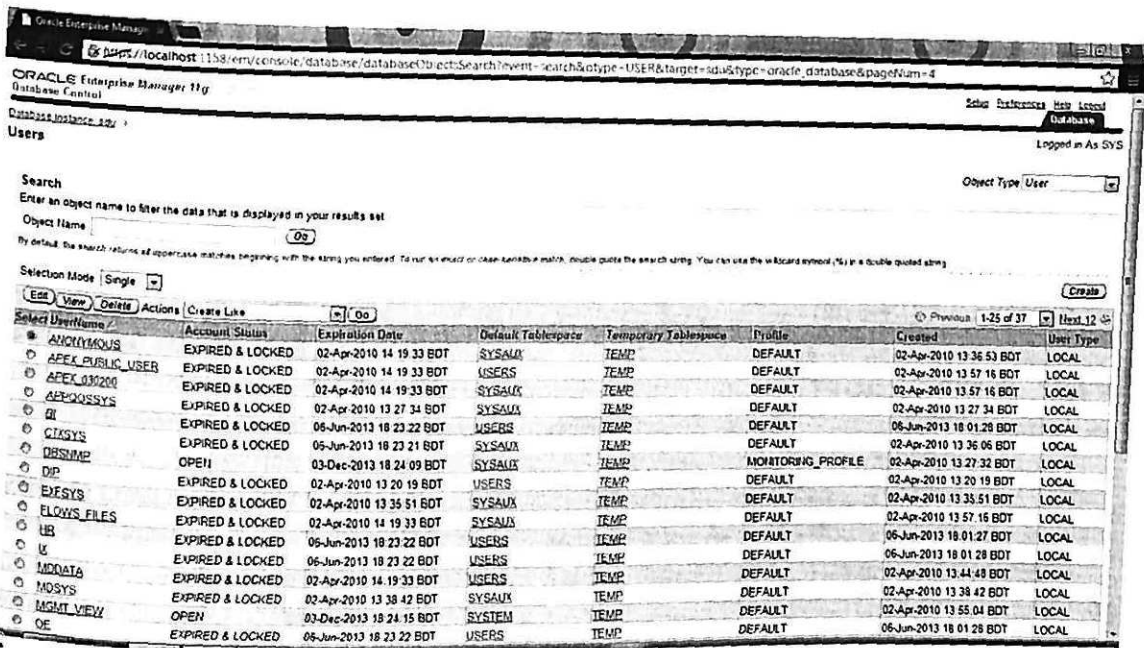 Oracle Enterprise Manag
https://localhost:1158/em/console/database/databaseObjectsSearch?event=search&otype=USER&target=sdu&type=oracle_database&pageNum=4
ORACLE Enterprise Manager 11g
Database Control
Setup Preferences Help Logout
Database
Database Instance: sdu >
Users
Logged in As SYS
Object Type User
Search
Enter an object name to filter the data that is displayed in your results set
Object Name
Go
By default, the search returns all uppercase matches beginning with the string you entered. To run an exact or case-sensitive match, double quote the search string. You can use the wildcard symbol (%) in a double quoted string
Selection Mode Single
Create
Edit View Delete Actions Create Like Go Previous 1-25 of 37 Next 12
Select UserName Account Status Expiration Date Default Tablespace Temporary Tablespace Profile Created User Type
ANONYMOUS EXPIRED & LOCKED 02-Apr-2010 14 19 33 BDT SYSAUX TEMP DEFAULT 02-Apr-2010 13 36 53 BDT LOCAL
APEX_PUBLIC_USER EXPIRED & LOCKED 02-Apr-2010 14 19 33 BDT USERS TEMP DEFAULT 02-Apr-2010 13 57 16 BDT LOCAL
APEX_030200 EXPIRED & LOCKED 02-Apr-2010 14 19:33 BDT SYSAUX TEMP DEFAULT 02-Apr-2010 13:57 16 BDT LOCAL
APPQOSSYS EXPIRED & LOCKED 02-Apr-2010 13 27 34 BDT SYSAUX TEMP DEFAULT 02-Apr-2010 13 27 34 BDT LOCAL
BI EXPIRED & LOCKED 06-Jun-2013 18 23:22 BDT USERS TEMP DEFAULT 06-Jun-2013 18 01:28 BDT LOCAL
CTXSYS EXPIRED & LOCKED 06-Jun-2013 18 23 21 BDT SYSAUX TEMP DEFAULT 02-Apr-2010 13 36 06 BDT LOCAL
DBSNMP OPEN 03-Dec-2013 18 24:09 BDT SYSAUX TEMP MONITORING_PROFILE 02-Apr-2010 13:27:32 BDT LOCAL
DIP EXPIRED & LOCKED 02-Apr-2010 13 20 19 BDT USERS TEMP DEFAULT 02-Apr-2010 13 20 19 BDT LOCAL
EXFSYS EXPIRED & LOCKED 02-Apr-2010 13 35 51 BDT SYSAUX TEMP DEFAULT 02-Apr-2010 13 35:51 BDT LOCAL
FLOWS_FILES EXPIRED & LOCKED 02-Apr-2010 14 19 33 BDT SYSAUX TEMP DEFAULT 02-Apr-2010 13 57.16 BDT LOCAL
HR EXPIRED & LOCKED 06-Jun-2013 18 23:22 BDT USERS TEMP DEFAULT 06-Jun-2013 18:01:27 BDT LOCAL
IX EXPIRED & LOCKED 06-Jun-2013 18 23 22 BDT USERS TEMP DEFAULT 06-Jun-2013 18 01 28 BDT LOCAL
MDDATA EXPIRED & LOCKED 02-Apr-2010 14.19:33 BDT USERS TEMP DEFAULT 02-Apr-2010 13:44:48 BDT LOCAL
MDSYS EXPIRED & LOCKED 02-Apr-2010 13 38 42 BDT SYSAUX TEMP DEFAULT 02-Apr-2010 13 38 42 BDT LOCAL
MGMT_VIEW OPEN 03-Dec-2013 18 24:15 BDT SYSTEM TEMP DEFAULT 02-Apr-2010 13 55.04 BDT LOCAL
OE EXPIRED & LOCKED 06-Jun-2013 18 23 22 BDT USERS TEMP DEFAULT 06-Jun-2013 18 01 28 BDT LOCAL